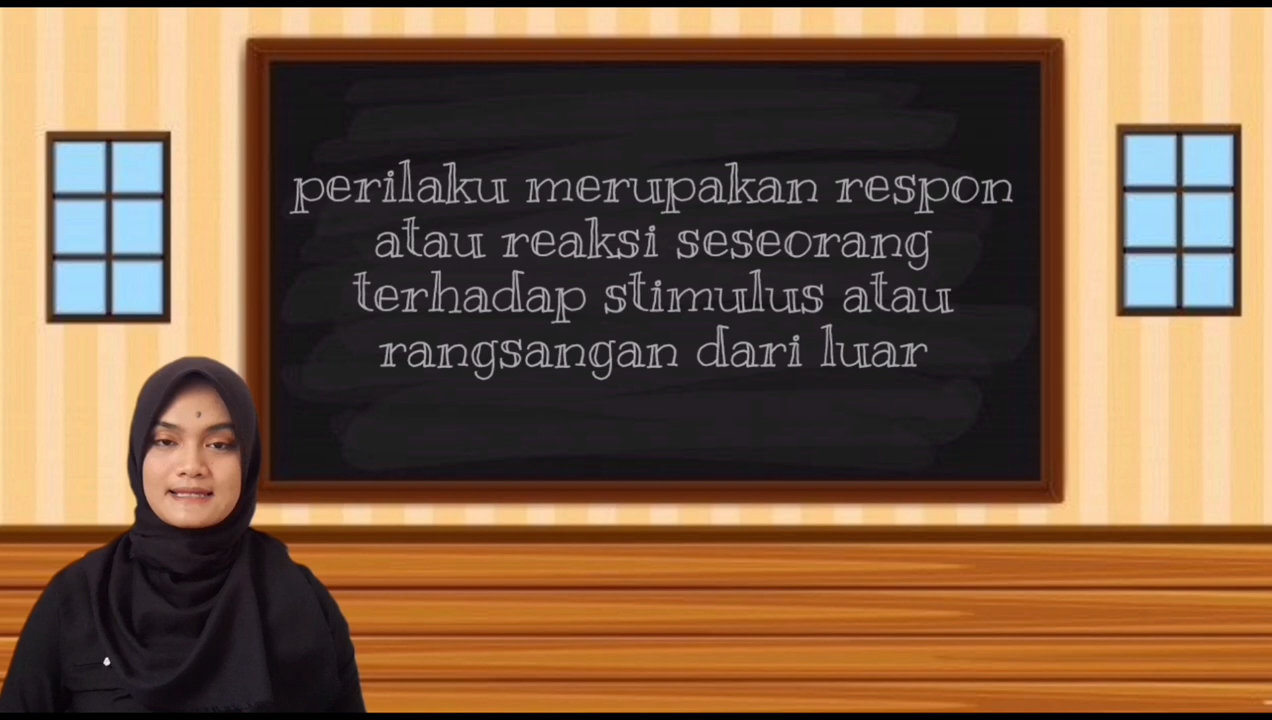 perilaku merupakan respon
atau reaksi seseorang
terhadap stimulus atau
rangsangan dari luar